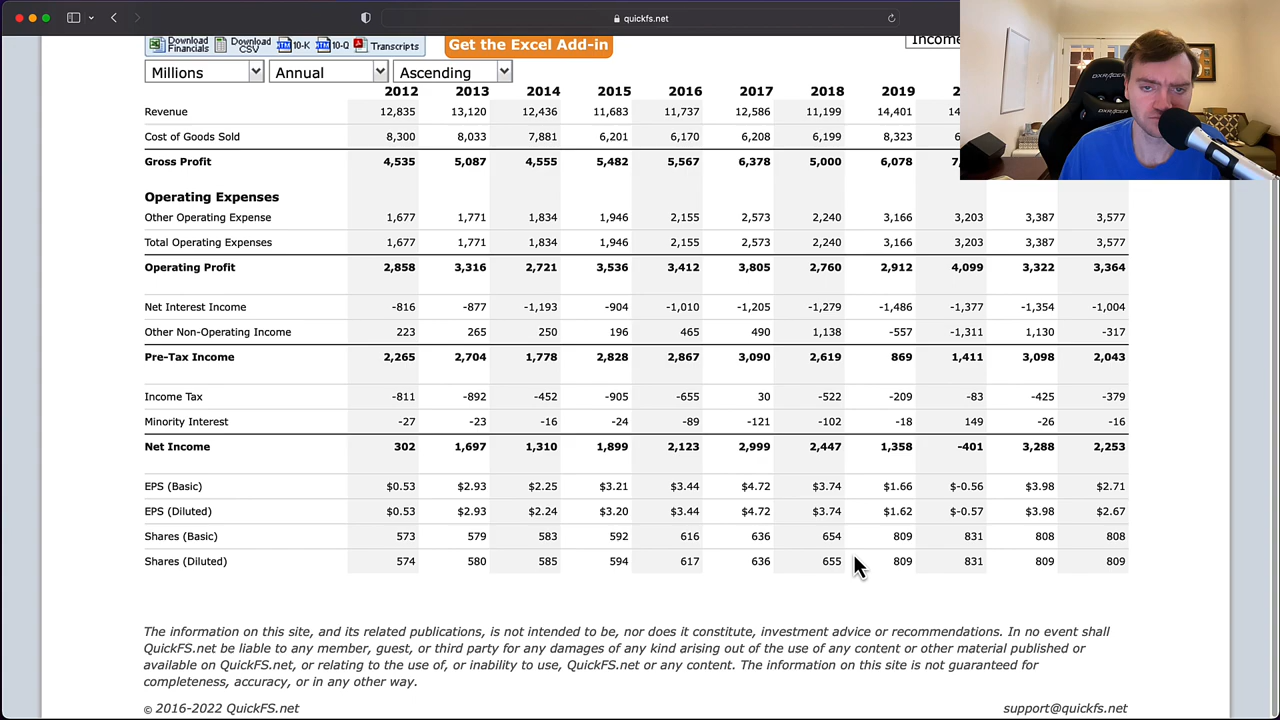 quickfs.net
Download Financials Download CSV 10-K 10-Q Transcripts Get the Excel Add-in
Millions Annual Ascending
2012 2013 2014 2015 2016 2017 2018 2019
Revenue 12,835 13,120 12,436 11,683 11,737 12,586 11,199 14,401
Cost of Goods Sold 8,300 8,033 7,881 6,201 6,170 6,208 6,199 8,323
Gross Profit 4,535 5,087 4,555 5,482 5,567 6,378 5,000 6,078
Operating Expenses
Other Operating Expense 1,677 1,771 1,834 1,946 2,155 2,573 2,240 3,166 3,203 3,387 3,577
Total Operating Expenses 1,677 1,771 1,834 1,946 2,155 2,573 2,240 3,166 3,203 3,387 3,577
Operating Profit 2,858 3,316 2,721 3,536 3,412 3,805 2,760 2,912 4,099 3,322 3,364
Net Interest Income -816 -877 -1,193 -904 -1,010 -1,205 -1,279 -1,486 -1,377 -1,354 -1,004
Other Non-Operating Income 223 265 250 196 465 490 1,138 -557 -1,311 1,130 -317
Pre-Tax Income 2,265 2,704 1,778 2,828 2,867 3,090 2,619 869 1,411 3,098 2,043
Income Tax -811 -892 -452 -905 -655 30 -522 -209 -83 -425 -379
Minority Interest -27 -23 -16 -24 -89 -121 -102 -18 149 -26 -16
Net Income 302 1,697 1,310 1,899 2,123 2,999 2,447 1,358 -401 3,288 2,253
EPS (Basic) $0.53 $2.93 $2.25 $3.21 $3.44 $4.72 $3.74 $1.66 $-0.56 $3.98 $2.71
EPS (Diluted) $0.53 $2.93 $2.24 $3.20 $3.44 $4.72 $3.74 $1.62 $-0.57 $3.98 $2.67
Shares (Basic) 573 579 583 592 616 636 654 809 831 808 808
Shares (Diluted) 574 580 585 594 617 636 655 809 831 809 809
The information on this site, and its related publications, is not intended to be, nor does it constitute, investment advice or recommendations. In no event shall
QuickFS.net be liable to any member, guest, or third party for any damages of any kind arising out of the use of any content or other material published or
available on QuickFS.net, or relating to the use of, or inability to use, QuickFS.net or any content. The information on this site is not guaranteed for
completeness, accuracy, or in any other way.
© 2016-2022 QuickFS.net support@quickfs.net